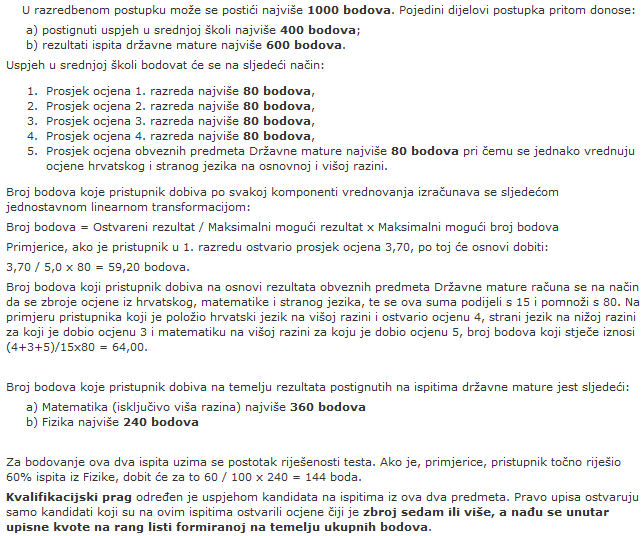 U razredbenom postupku može se postići najviše 1000 bodova. Pojedini dijelovi postupka pritom donose:
a) postignuti uspjeh u srednjoj školi najviše 400 bodova;
b) rezultati ispita državne mature najviše 600 bodova.
Uspjeh u srednjoj školi bodovat će se na sljedeći način:
1. Prosjek ocjena 1. razreda najviše 80 bodova,
2. Prosjek ocjena 2. razreda najviše 80 bodova,
3. Prosjek ocjena 3. razreda najviše 80 bodova,
4. Prosjek ocjena 4. razreda najviše 80 bodova,
5. Prosjek ocjena obveznih predmeta Državne mature najviše 80 bodova pri čemu se jednako vrednuju
ocjene hrvatskog i stranog jezika na osnovnoj i višoj razini.
Broj bodova koje pristupnik dobiva po svakoj komponenti vrednovanja izračunava se sljedećom
jednostavnom linearnom transformacijom:
Broj bodova = Ostvareni rezultat / Maksimalni mogući rezultat x Maksimalni mogući broj bodova
Primjerice, ako je pristupnik u 1. razredu ostvario prosjek ocjena 3,70, po toj će osnovi dobiti:
3,70 / 5,0 x 80 = 59,20 bodova.
Broj bodova koji pristupnik dobiva na osnovi rezultata obveznih predmeta Državne mature računa se na način
da se zbroje ocjene iz hrvatskog, matematike i stranog jezika, te se ova suma podijeli s 15 i pomnoži s 80. Na
primjeru pristupnika koji je položio hrvatski jezik na višoj razini i ostvario ocjenu 4, strani jezik na nižoj razini
za koji je dobio ocjenu 3 i matematiku na višoj razini za koju je dobio ocjenu 5, broj bodova koji stječe iznosi
(4+3+5)/15x80 = 64,00.
Broj bodova koje pristupnik dobiva na temelju rezultata postignutih na ispitima državne mature jest sljedeći:
a) Matematika (isključivo viša razina) najviše 360 bodova
b) Fizika najviše 240 bodova
Za bodovanje ova dva ispita uzima se postotak riješenosti testa. Ako je, primjerice, pristupnik točno riješio
60% ispita iz Fizike, dobit će za to 60 / 100 x 240 = 144 boda.
Kvalifikacijski prag određen je uspjehom kandidata na ispitima iz ova dva predmeta. Pravo upisa ostvaruju
samo kandidati koji su na ovim ispitima ostvarili ocjene čiji je zbroj sedam ili više, a nađu se unutar
upisne kvote na rang listi formiranoj na temelju ukupnih bodova.